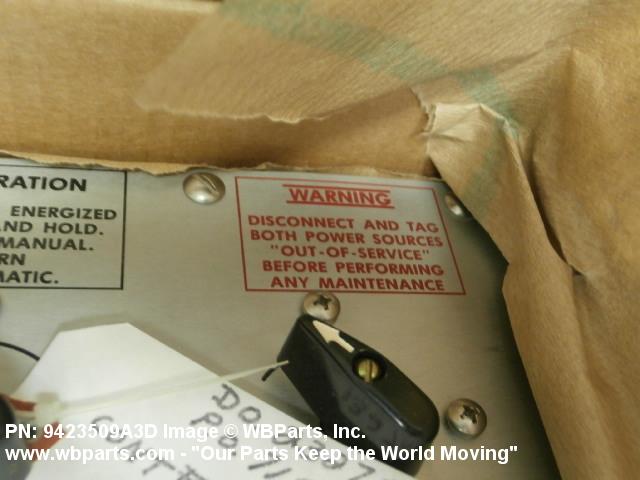 RATION
ENERGIZED
AND HOLD.
MANUAL.
RN
MATIC.
WARNING
DISCONNECT AND TAG
BOTH POWER SOURCES
"OUT-OF-SERVICE"
BEFORE PERFORMING
ANY MAINTENANCE
PN: 9423509A3D Image © WBParts, Inc.
www.wbparts.com - "Our Parts Keep the World Moving"